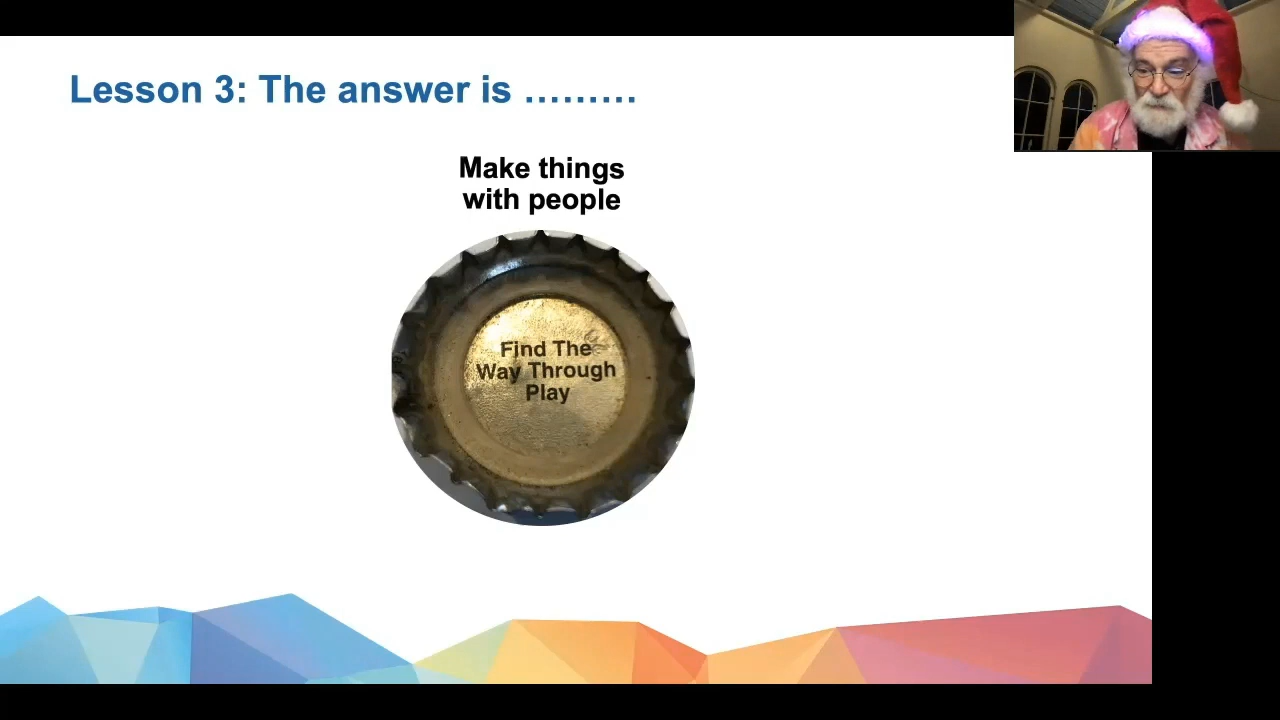 Lesson 3: The answer is .........
Make things
with people
Find The
Way Through
Play